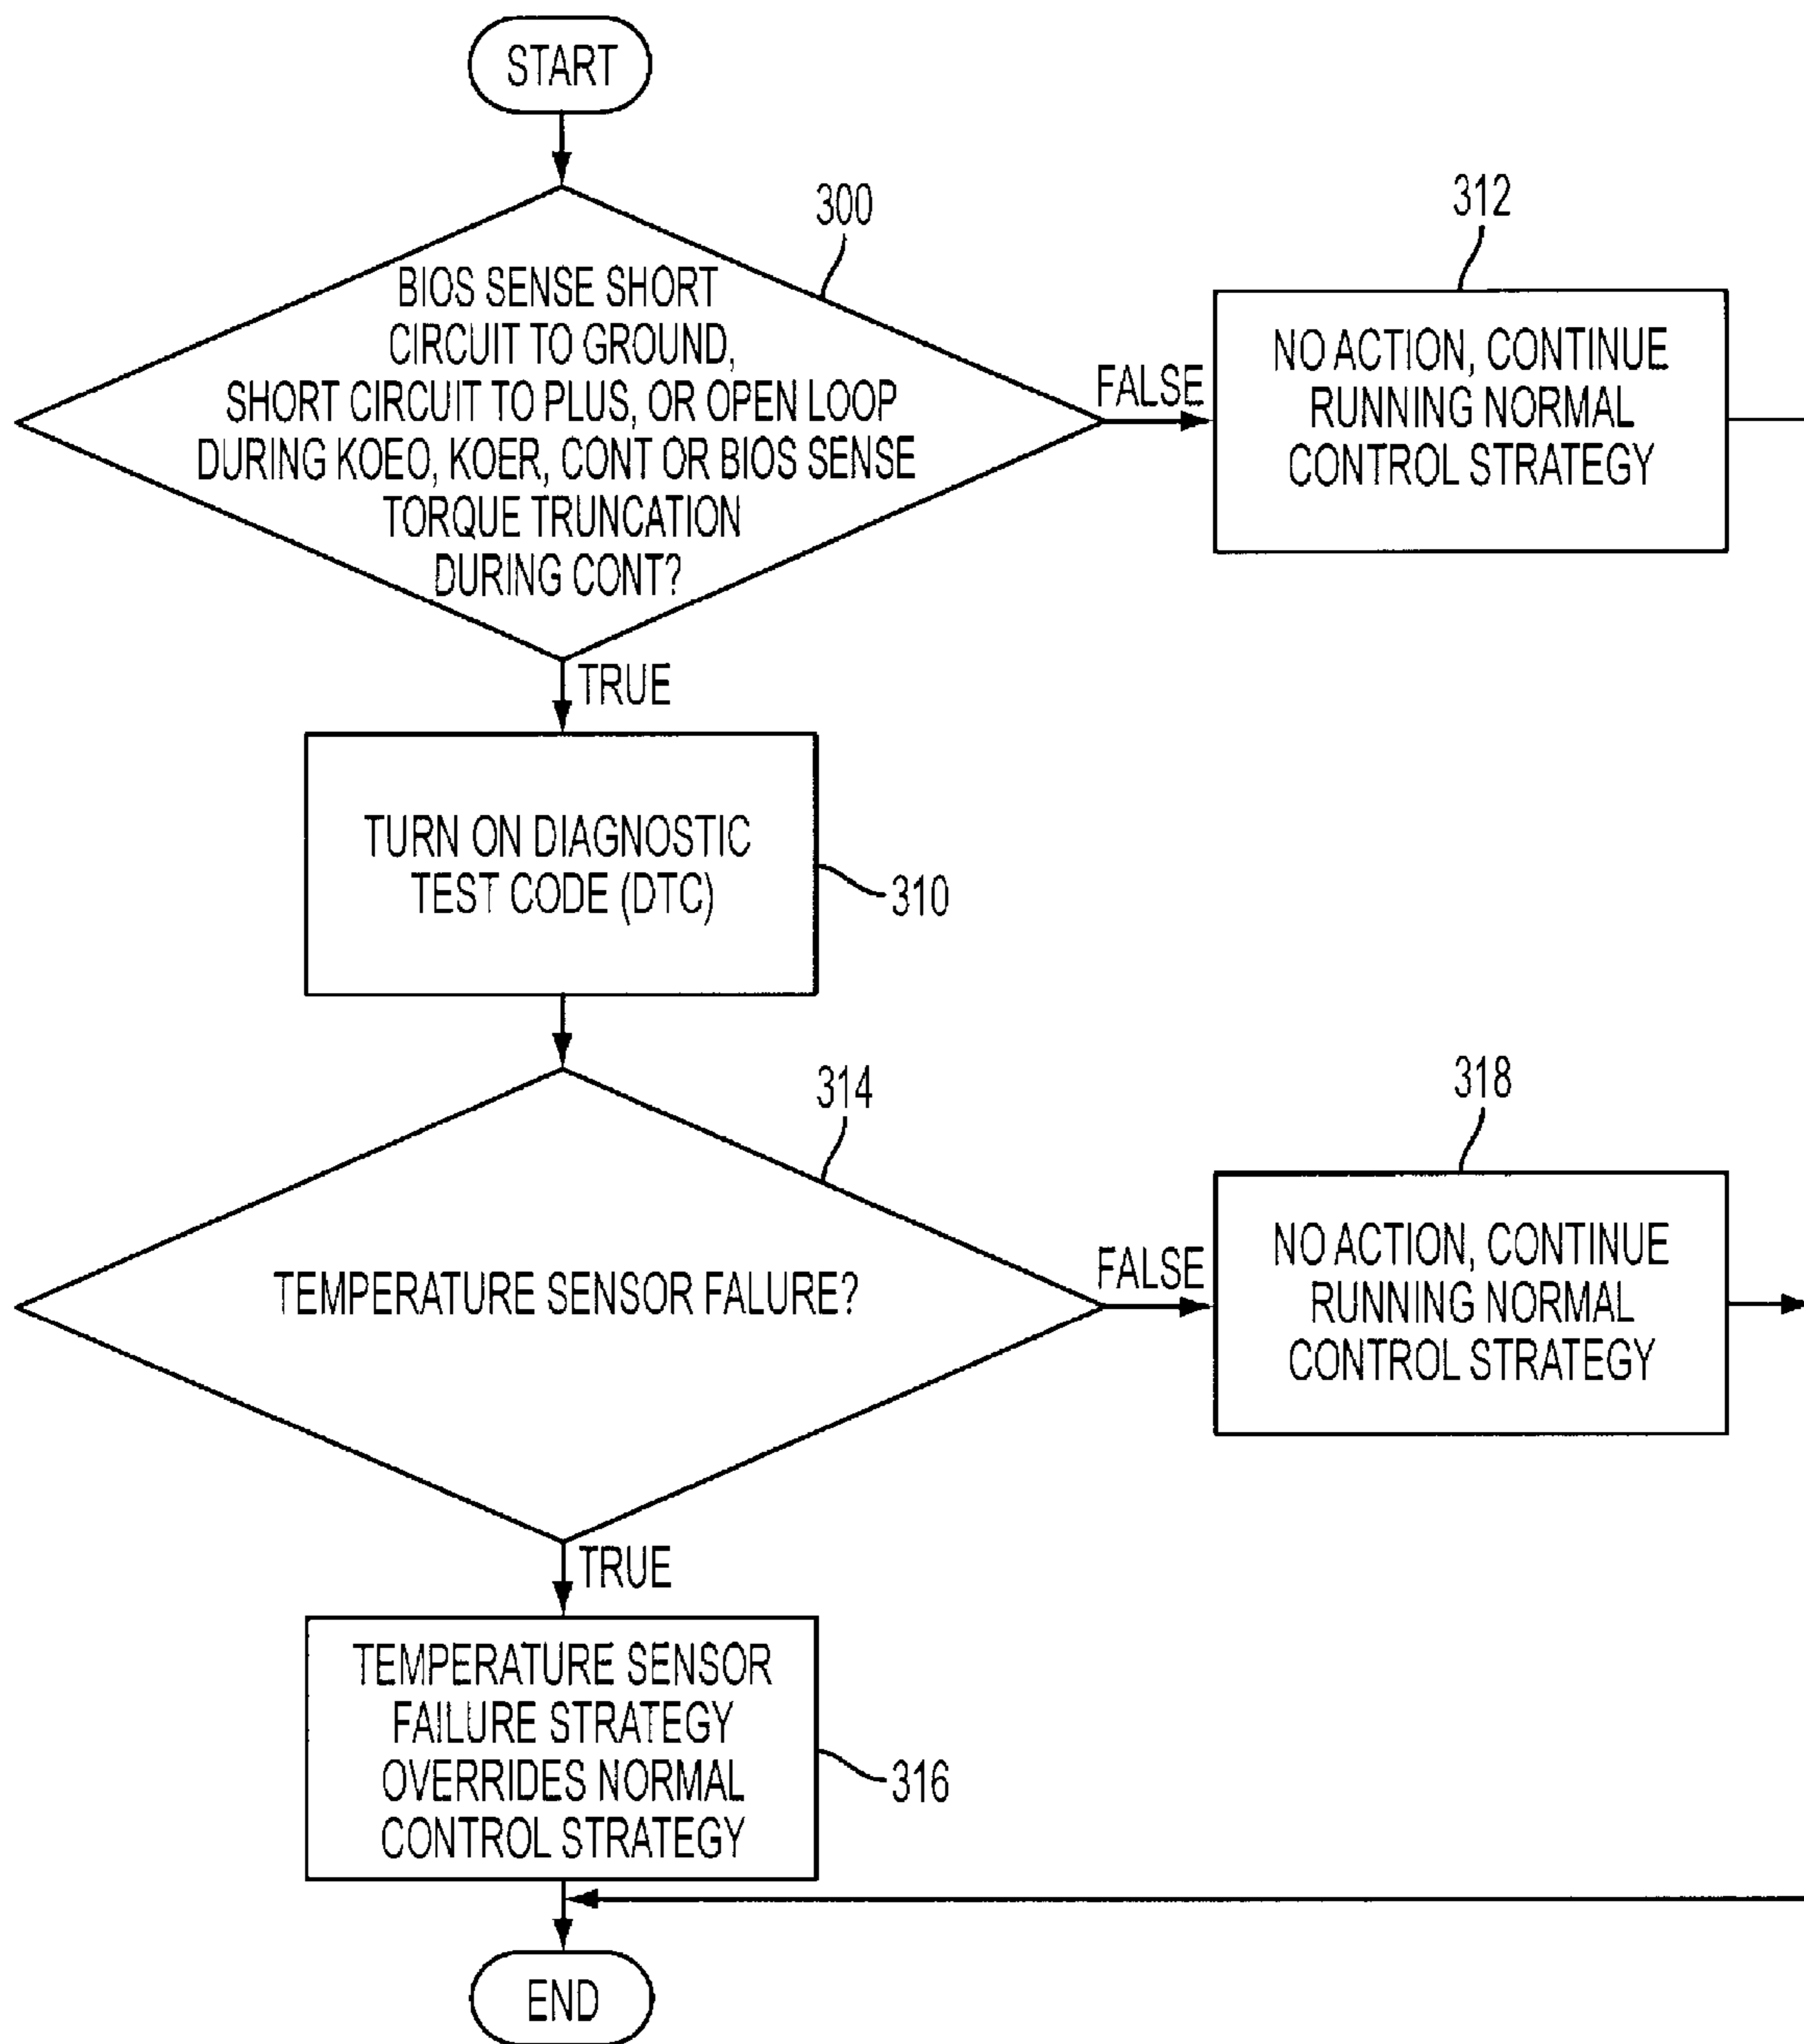 START
300
BIOS SENSE SHORT
CIRCUIT TO GROUND,
SHORT CIRCUIT TO PLUS, OR OPEN LOOP
DURING KOEO, KOER, CONT OR BIOS SENSE
TORQUE TRUNCATION
DURING CONT?
FALSE
312
NO ACTION, CONTINUE
RUNNING NORMAL
CONTROL STRATEGY
TRUE
TURN ON DIAGNOSTIC
TEST CODE (DTC)
310
314
TEMPERATURE SENSOR FALURE?
FALSE
318
NO ACTION, CONTINUE
RUNNING NORMAL
CONTROL STRATEGY
TRUE
TEMPERATURE SENSOR
FAILURE STRATEGY
OVERRIDES NORMAL
CONTROL STRATEGY
316
END